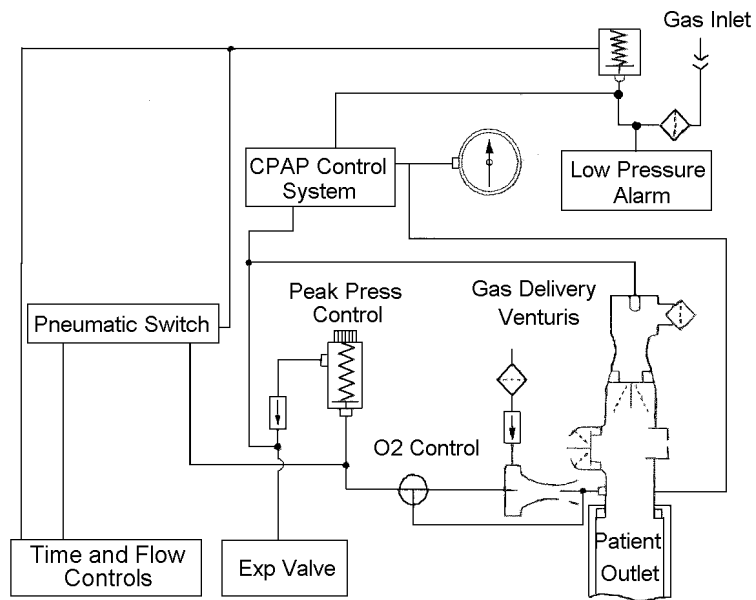 Gas Inlet
CPAP Control
System
Low Pressure
Alarm
Peak Press
Control
Gas Delivery
Venturis
Pneumatic Switch
O2 Control
Time and Flow
Controls
Exp Valve
Patient
Outlet